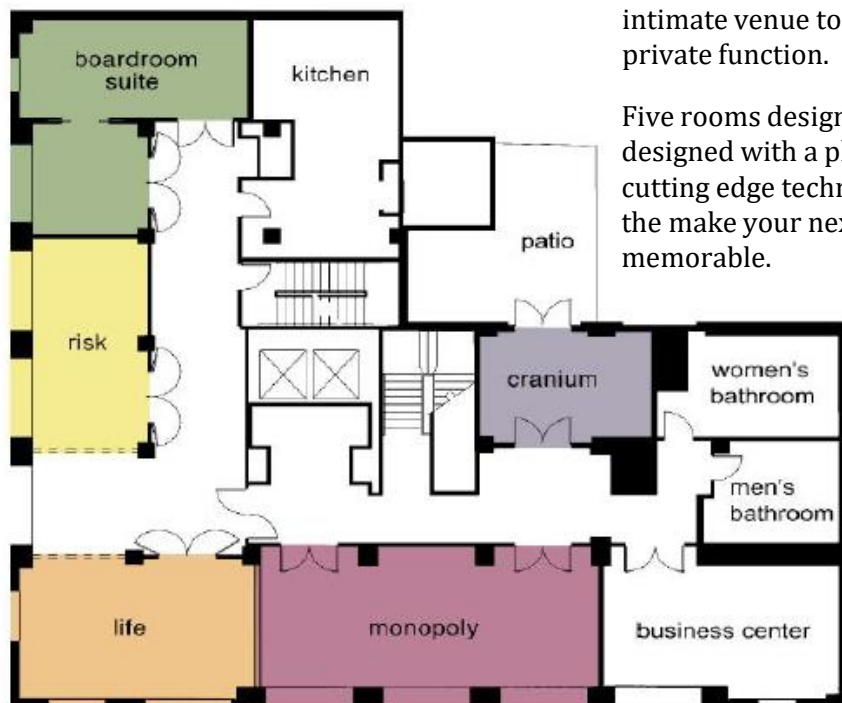 intimate venue to
private function.
Five rooms design
designed with a p
cutting edge techn
the make your nex
memorable.
boardroom
suite
kitchen
patio
risk
cranium
women's
bathroom
men's
bathroom
life
monopoly
business center